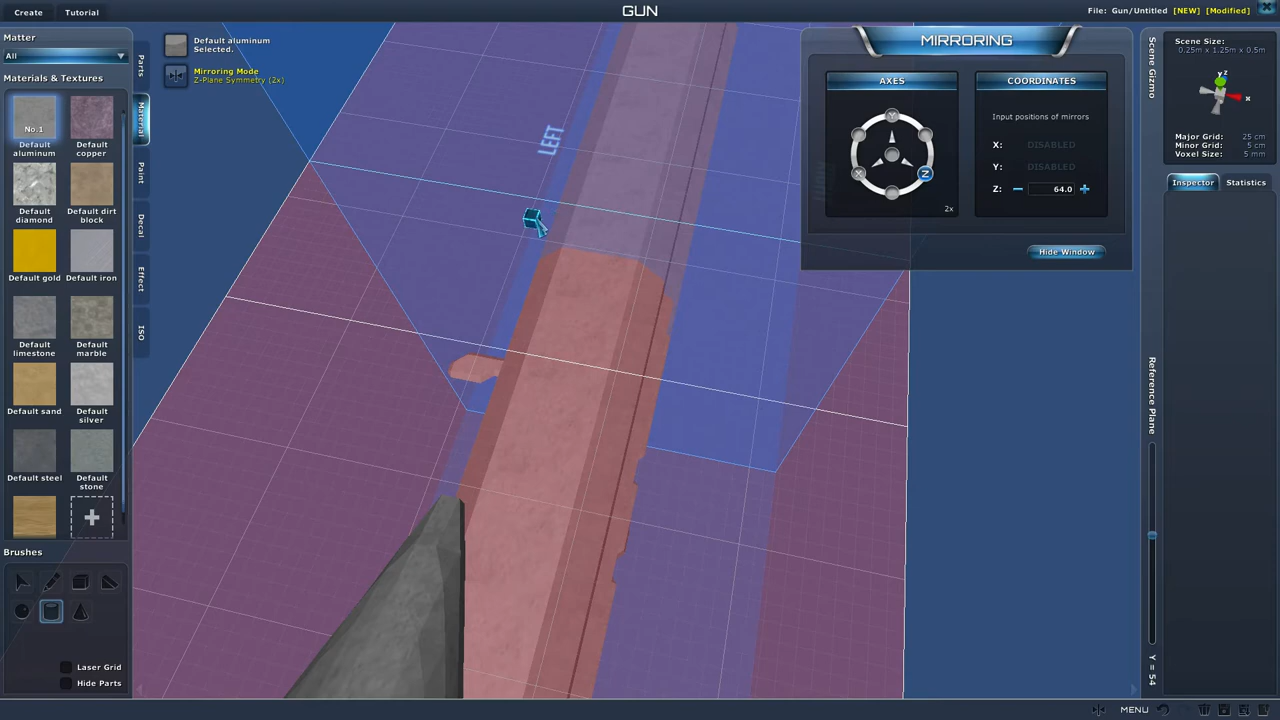 Create
Tutorial
GUN
File: Gun/Untitled [NEW] [Modified]
Matter
All
Materials & Textures
No.1
Default aluminum
Default copper
Default diamond
Default dirt block
Default gold
Default iron
Default limestone
Default marble
Default sand
Default silver
Default steel
Default stone
Brushes
Laser Grid
Hide Parts
Parts
Material
Paint
Decal
Effect
ISO
Default aluminum
Selected.
Mirroring Mode
Z-Plane Symmetry (2x)
LEFT
MIRRORING
AXES
Y
X
Z
2x
COORDINATES
Input positions of mirrors
X: DISABLED
Y: DISABLED
Z: 64.0
Hide Window
Scene Gizmo
Scene Size:
0.25m x 1.25m x 0.5m
Y Z
X
Major Grid: 25 cm
Minor Grid: 5 cm
Voxel Size: 5 mm
Inspector
Statistics
Reference Plane
Y = 54
MENU